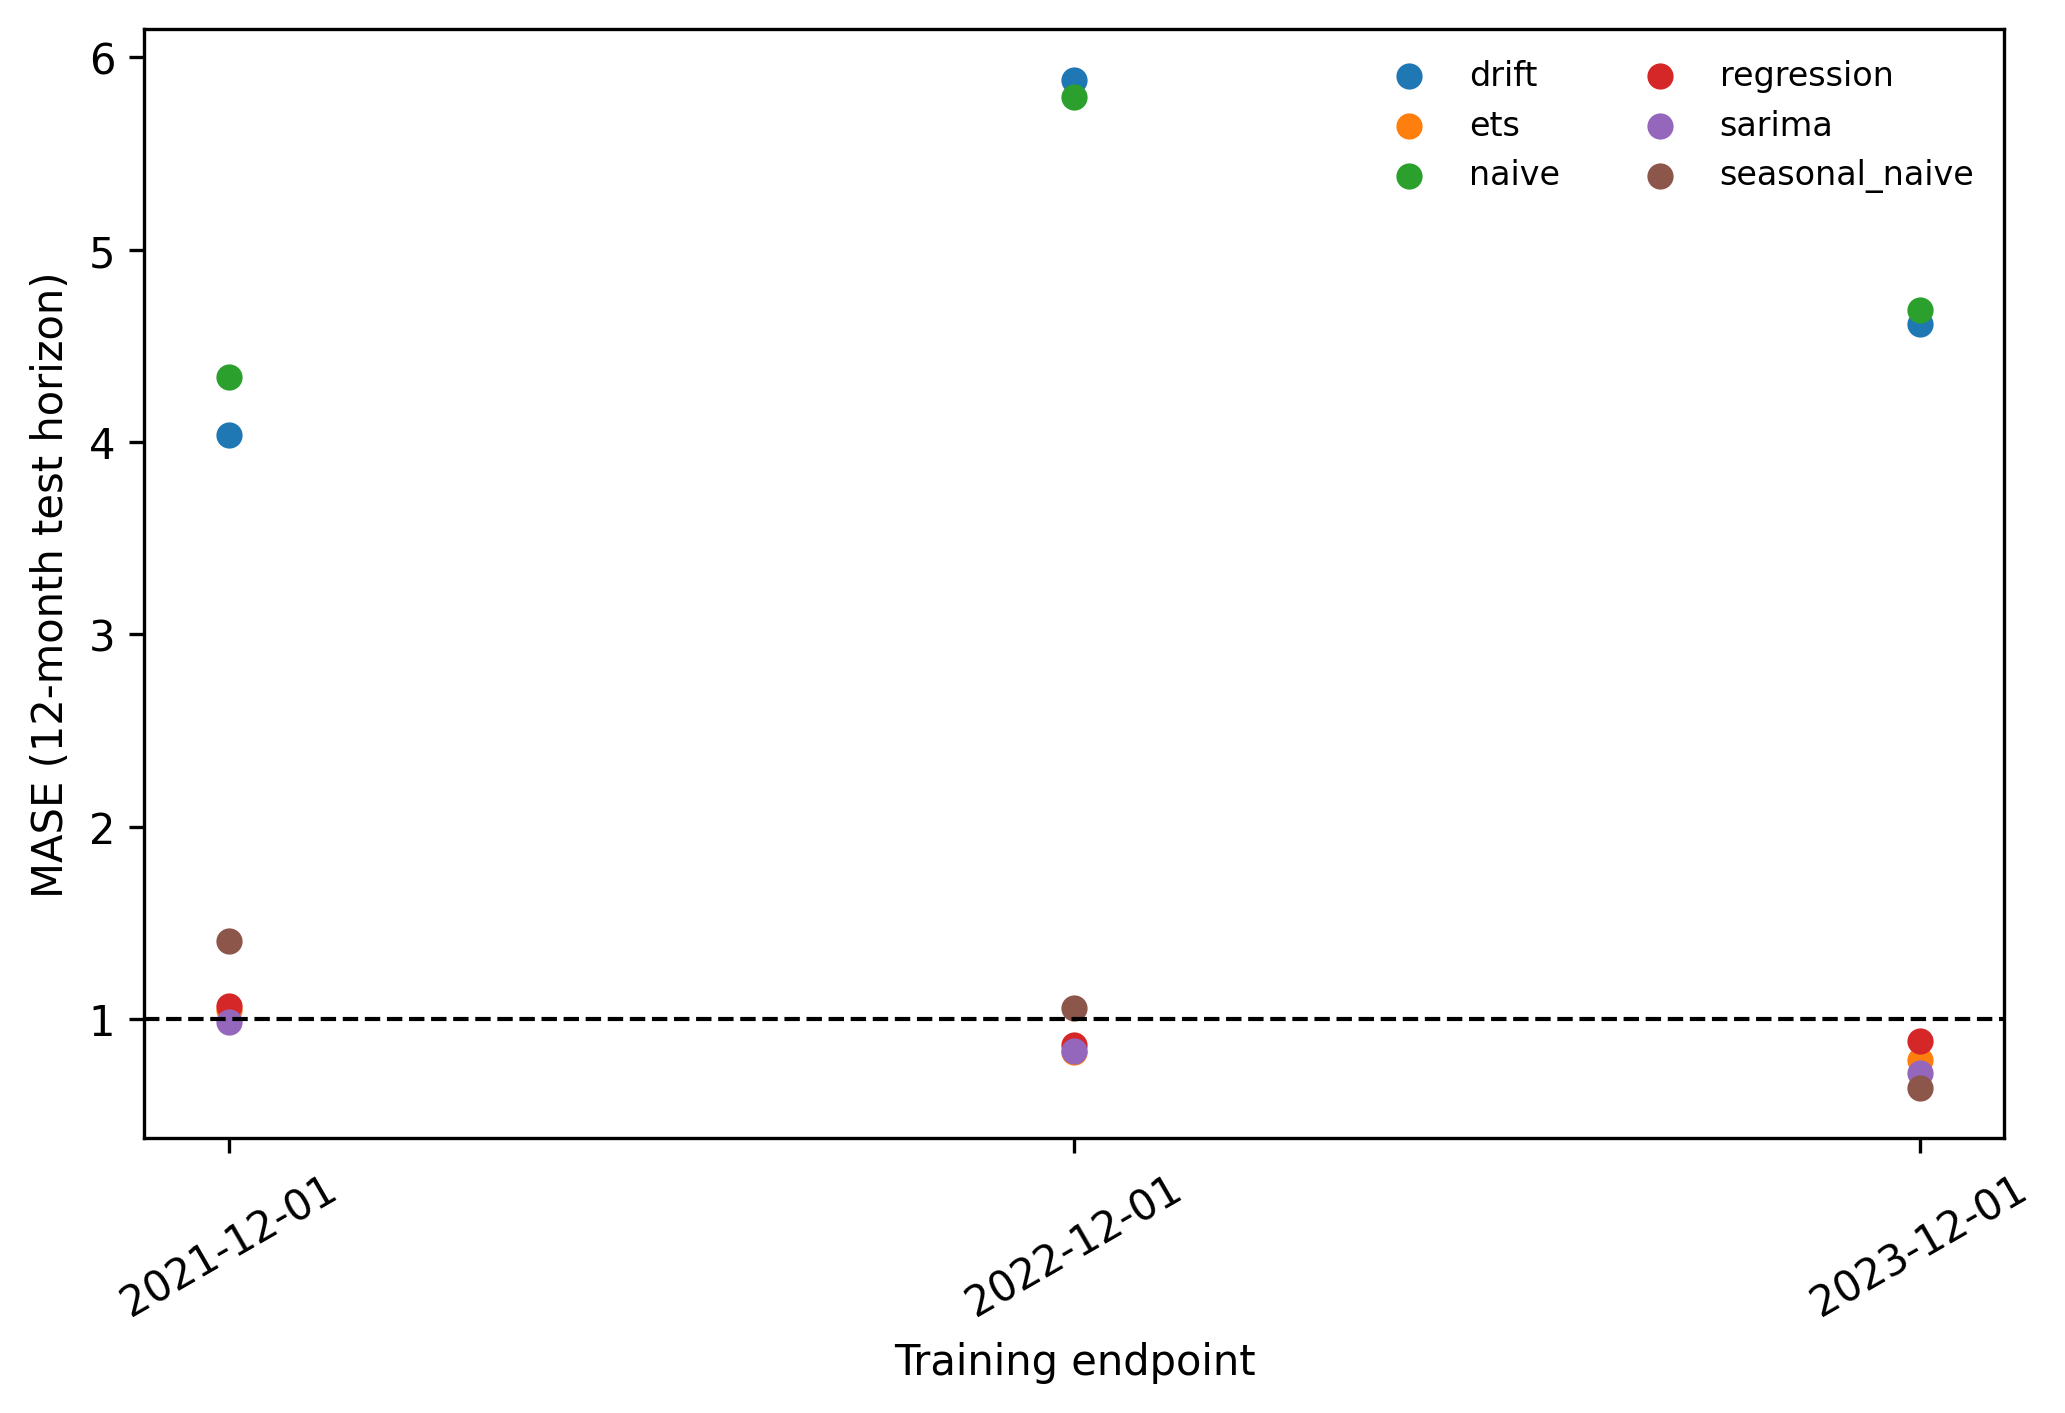 6
5
4
3
2
1
MASE (12-month test horizon)
drift
ets
naive
regression
sarima
seasonal_naive
2021-12-01
2022-12-01
2023-12-01
Training endpoint